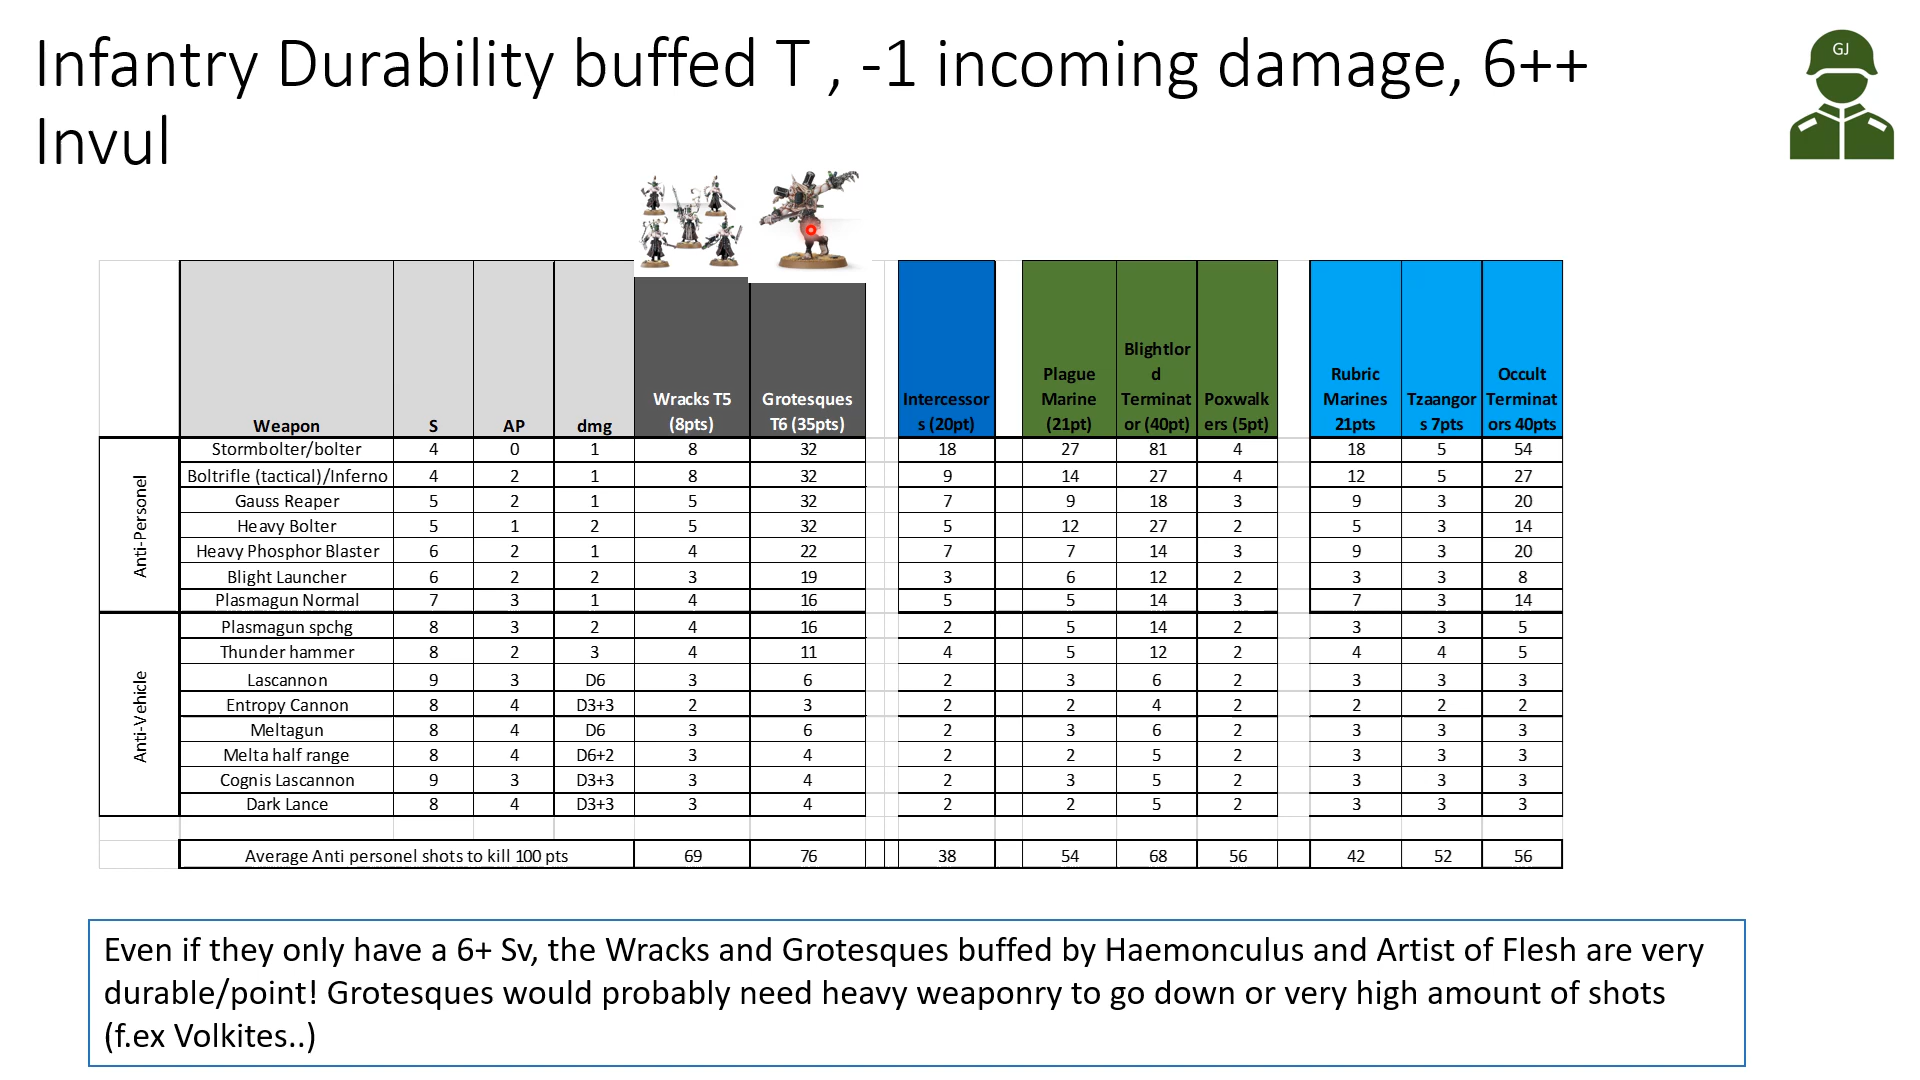 Infantry Durability buffed T , -1 incoming damage, 6++
Invul
GJ
Weapon S AP dmg Wracks T5 (8pts) Grotesques T6 (35pts) Intercessor s (20pt) Plague Marine (21pt) Blightlor d Terminat or (40pt) Poxwalk ers (5pt) Rubric Marines 21pts Tzaangor s 7pts Occult Terminat ors 40pts
Anti-Personel
Stormbolter/bolter 4 0 1 8 32 18 27 81 4 18 5 54
Boltrifle (tactical)/Inferno 4 2 1 8 32 9 14 27 4 12 5 27
Gauss Reaper 5 2 1 5 32 7 9 18 3 9 3 20
Heavy Bolter 5 1 2 5 32 5 12 27 2 5 3 14
Heavy Phosphor Blaster 6 2 1 4 22 7 7 14 3 9 3 20
Blight Launcher 6 2 2 3 19 3 6 12 2 3 3 8
Plasmagun Normal 7 3 1 4 16 5 5 14 3 7 3 14
Anti-Vehicle
Plasmagun spchg 8 3 2 4 16 2 5 14 2 3 3 5
Thunder hammer 8 2 3 4 11 4 5 12 2 4 4 5
Lascannon 9 3 D6 3 6 2 3 6 2 3 3 3
Entropy Cannon 8 4 D3+3 2 3 2 2 4 2 2 2 2
Meltagun 8 4 D6 3 6 2 3 6 2 3 3 3
Melta half range 8 4 D6+2 3 4 2 2 5 2 3 3 3
Cognis Lascannon 9 3 D3+3 3 4 2 3 5 2 3 3 3
Dark Lance 8 4 D3+3 3 4 2 2 5 2 3 3 3
Average Anti personel shots to kill 100 pts 69 76 38 54 68 56 42 52 56
Even if they only have a 6+ Sv, the Wracks and Grotesques buffed by Haemonculus and Artist of Flesh are very
durable/point! Grotesques would probably need heavy weaponry to go down or very high amount of shots
(f.ex Volkites..)